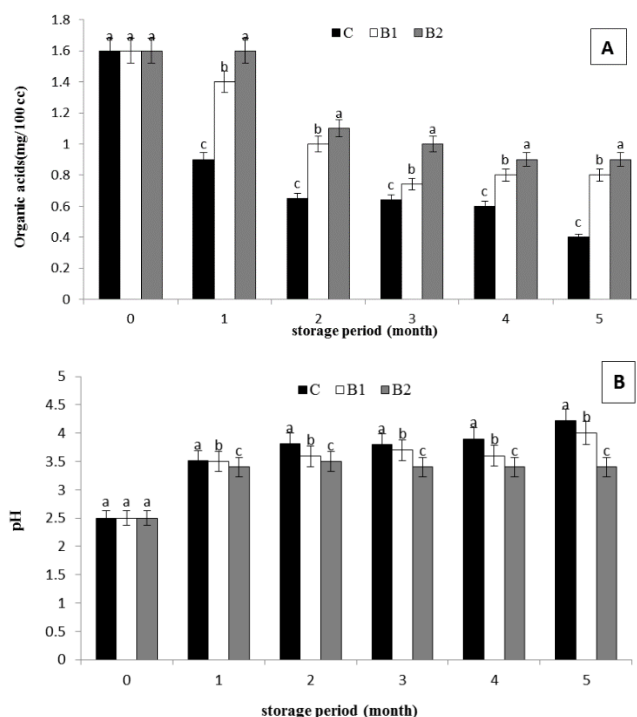 A
C B1 B2
Organic acids(mg/100 cc)
1.8
1.6
1.4
1.2
1
0.8
0.6
0.4
0.2
0
a a a
c b a
c b a
c b a
c b a
c b a
0 1 2 3 4 5
storage period (month)
B
C B1 B2
pH
5
4.5
4
3.5
3
2.5
2
1.5
1
0.5
0
a a a
a b c
a b c
a b c
a b c
a b c
0 1 2 3 4 5
storage period (month)